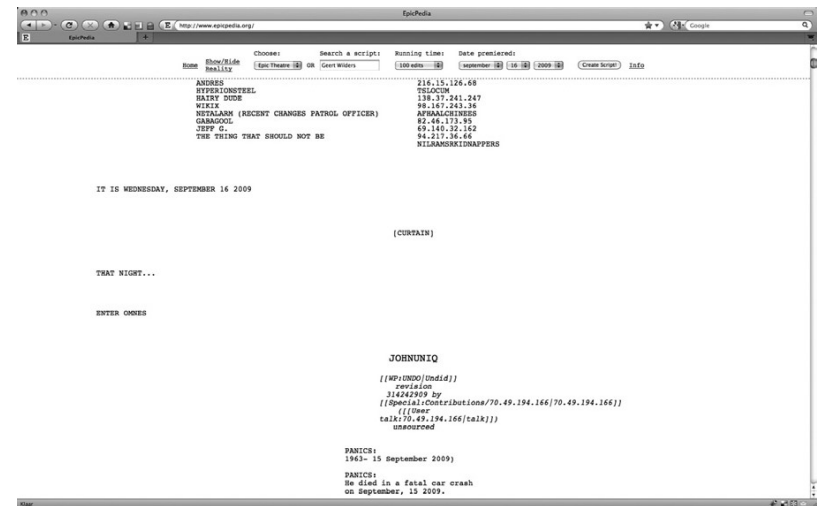 EpicPedia
http://www.epicpedia.org/
Google
E EpicPedia +
Choose: Search a script: Running time: Date premiered:
Home Show/Hide Reality Epic Theatre OR Geert Wilders 100 edits september 16 2009 Create Script! Info
ANDRES 216.15.126.68
HYPERIONSTEEL TSLOCUM
HAIRY DUDE 138.37.241.247
WIKIX 98.167.243.36
NETALARM (RECENT CHANGES PATROL OFFICER) AFHAALCHINEES
GABAGOOL 82.46.173.95
JEFF G. 69.140.32.162
THE THING THAT SHOULD NOT BE 94.217.36.66
NILRAMSRKIDNAPPERS
IT IS WEDNESDAY, SEPTEMBER 16 2009
(CURTAIN)
THAT NIGHT...
ENTER OMNES
JOHNUNIQ
[[WP:UNDO|Undid]]
revision
314242909 by
[[Special:Contributions/70.49.194.166|70.49.194.166]]
([[User
talk:70.49.194.166|talk]])
unsourced
PANICS:
1963- 15 September 2009)
PANICS:
He died in a fatal car crash
on September, 15 2009.
Klaar